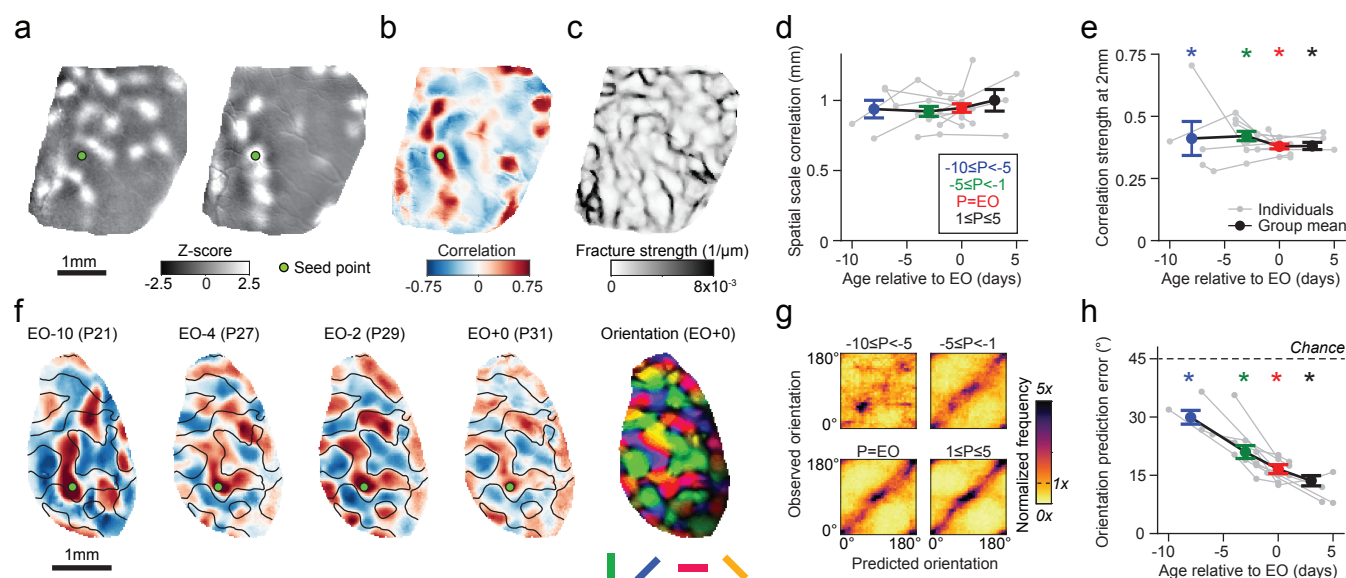 a
b
c
d
e
Z-score
-2.5 0 2.5
1mm
Seed point
Correlation
-0.75 0 0.75
Fracture strength (1/µm)
0 8x10⁻³
Spatial scale correlation (mm)
1
0.5
0
-10≤P<-5
-5≤P<-1
P=EO
1≤P≤5
-10 -5 0 5
Age relative to EO (days)
Correlation strength at 2mm
0.75
0.5
0.25
0
* * * *
Individuals
Group mean
-10 -5 0 5
Age relative to EO (days)
f
EO-10 (P21)
EO-4 (P27)
EO-2 (P29)
EO+0 (P31)
Orientation (EO+0)
1mm
g
-10≤P<-5
-5≤P<-1
P=EO
1≤P≤5
Observed orientation
180°
0°
180°
0°
0° 180° 0° 180°
Predicted orientation
Normalized frequency
5x
1x
0x
h
Orientation prediction error (°)
45
30
15
0
Chance
* * * *
-10 -5 0 5
Age relative to EO (days)